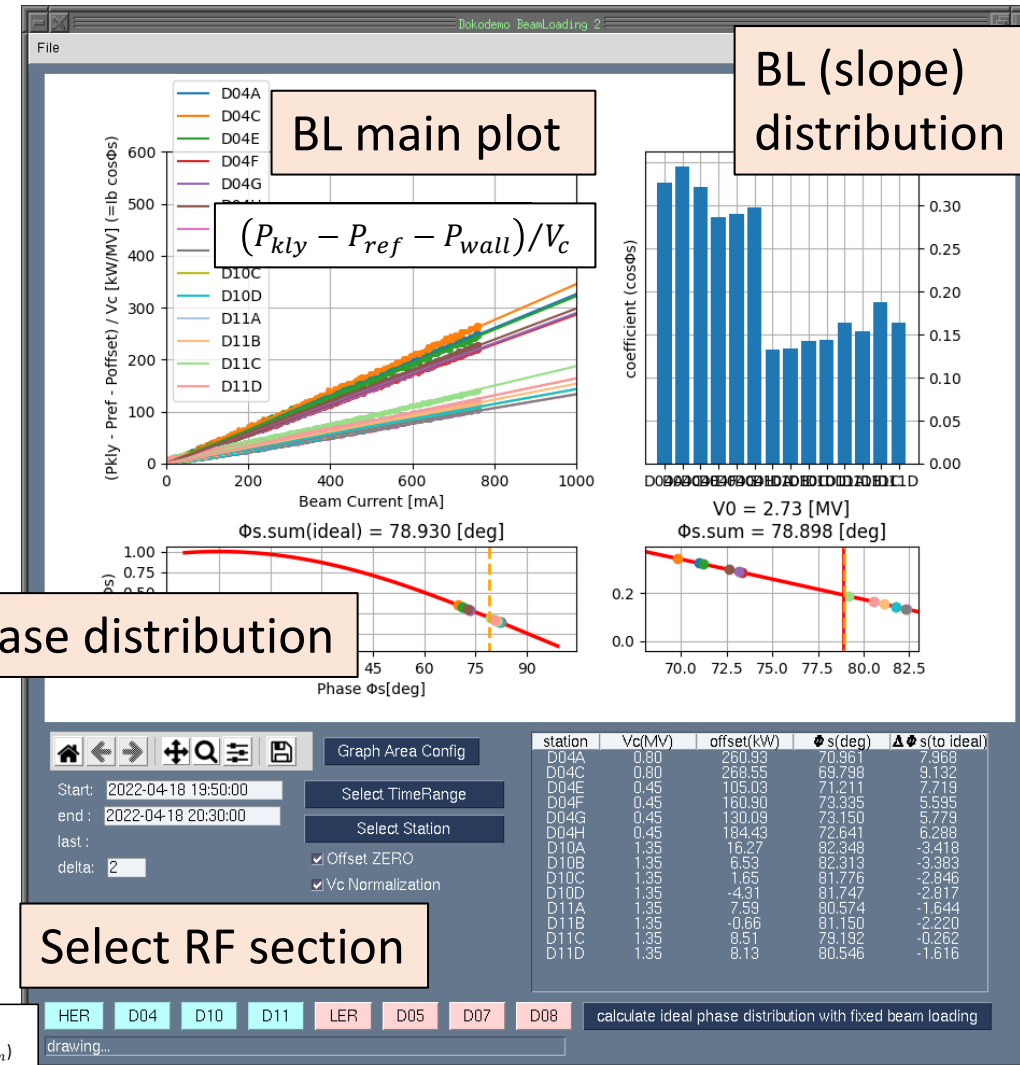 Dokodemo BeamLoading 2
File
BL (slope)
distribution
BL main plot
(P_kly − P_ref − P_wall)/V_c
D04A
D04C
D04E
D04F
D04G
D10C
D10D
D11A
D11B
D11C
D11D
(Pkly - Pref - Poffset) / Vc [kW/MV] (=Ib cosΦs)
600
500
400
300
200
100
0
0 200 400 600 800 1000
Beam Current [mA]
coefficient (cosΦs)
0.30
0.25
0.20
0.15
0.10
0.05
0.00
V0 = 2.73 [MV]
Φs.sum(ideal) = 78.930 [deg]
Φs.sum = 78.898 [deg]
1.00
0.75
0.50
45 60 75 90
Phase Φs[deg]
0.2
0.0
70.0 72.5 75.0 77.5 80.0 82.5
ase distribution
Graph Area Config
Start: 2022-04-18 19:50:00
end : 2022-04-18 20:30:00
last :
delta: 2
Select TimeRange
Select Station
Offset ZERO
Vc Normalization
station Vc(MV) offset(kW) Φ s(deg) ΔΦ s(to ideal)
D04A 0.80 260.93 70.961 7.968
D04C 0.80 268.55 69.798 9.132
D04E 0.45 105.03 71.211 7.719
D04F 0.45 160.90 73.335 5.595
D04G 0.45 130.09 73.150 5.779
D04H 0.45 184.43 72.641 6.288
D10A 1.35 16.27 82.348 -3.418
D10B 1.35 6.53 82.313 -3.383
D10C 1.35 1.65 81.776 -2.846
D10D 1.35 -4.31 81.747 -2.817
D11A 1.35 7.59 80.574 -1.644
D11B 1.35 -0.66 81.150 -2.220
D11C 1.35 8.51 79.192 -0.262
D11D 1.35 8.13 80.546 -1.616
Select RF section
HER D04 D10 D11 LER D05 D07 D08
calculate ideal phase distribution with fixed beam loading
drawing...